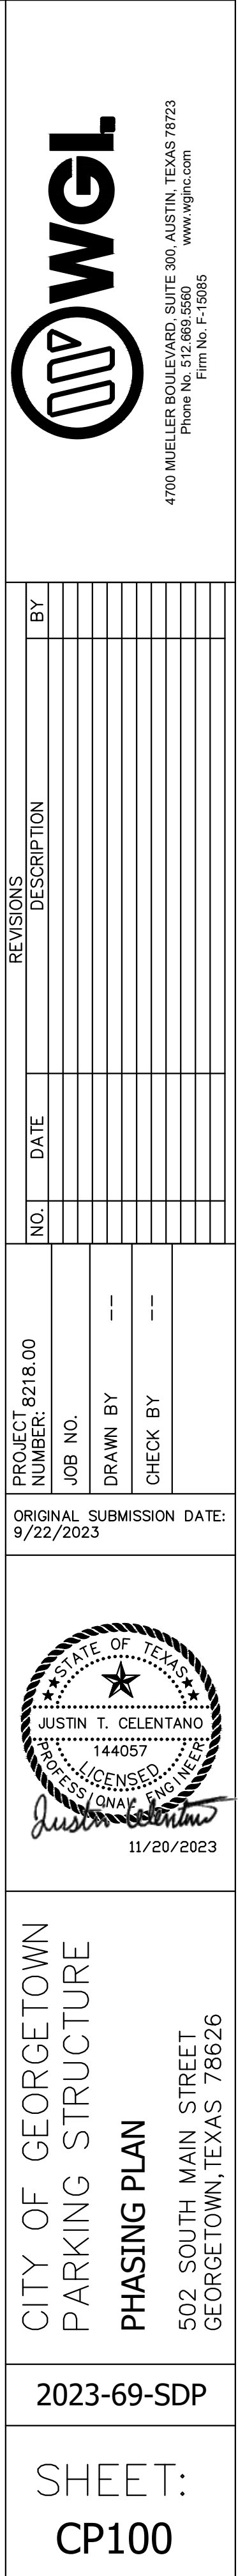 WGI.
4700 MUELLER BOULEVARD, SUITE 300, AUSTIN, TEXAS 78723
Phone No. 512.669.5560 www.wginc.com
Firm No. F-15085
REVISIONS
NO. DATE DESCRIPTION BY
PROJECT
NUMBER: 8218.00
JOB NO.
DRAWN BY --
CHECK BY --
ORIGINAL SUBMISSION DATE:
9/22/2023
STATE OF TEXAS
JUSTIN T. CELENTANO
144057
LICENSED
PROFESSIONAL ENGINEER
Justin Celentano
11/20/2023
CITY OF GEORGETOWN
PARKING STRUCTURE
PHASING PLAN
502 SOUTH MAIN STREET
GEORGETOWN,TEXAS 78626
2023-69-SDP
SHEET:
CP100